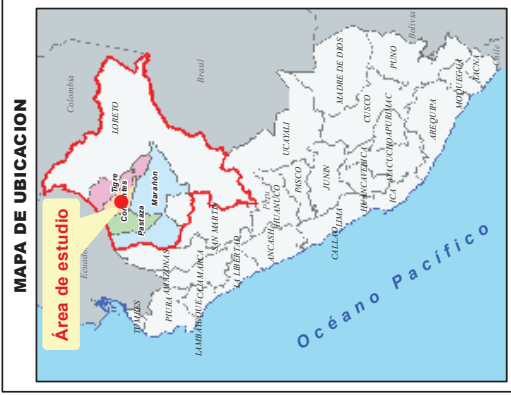 MAPA DE UBICACION
Área de estudio
Colombia
Ecuador
Brasil
Bolivia
Chile
Perú
LORETO
Tigre
Corrientes
Pastaza
Marañón
TUMBES
PIURA
AMAZONAS
LAMBAYEQUE
CAJAMARCA
SAN MARTIN
LA LIBERTAD
ANCASH
HUANUCO
UCAYALI
PASCO
JUNIN
CALLAO
LIMA
MADRE DE DIOS
CUSCO
HUANCAVELICA
ICA
AYACUCHO
APURIMAC
PUNO
AREQUIPA
MOQUEGUA
TACNA
Océano Pacífico